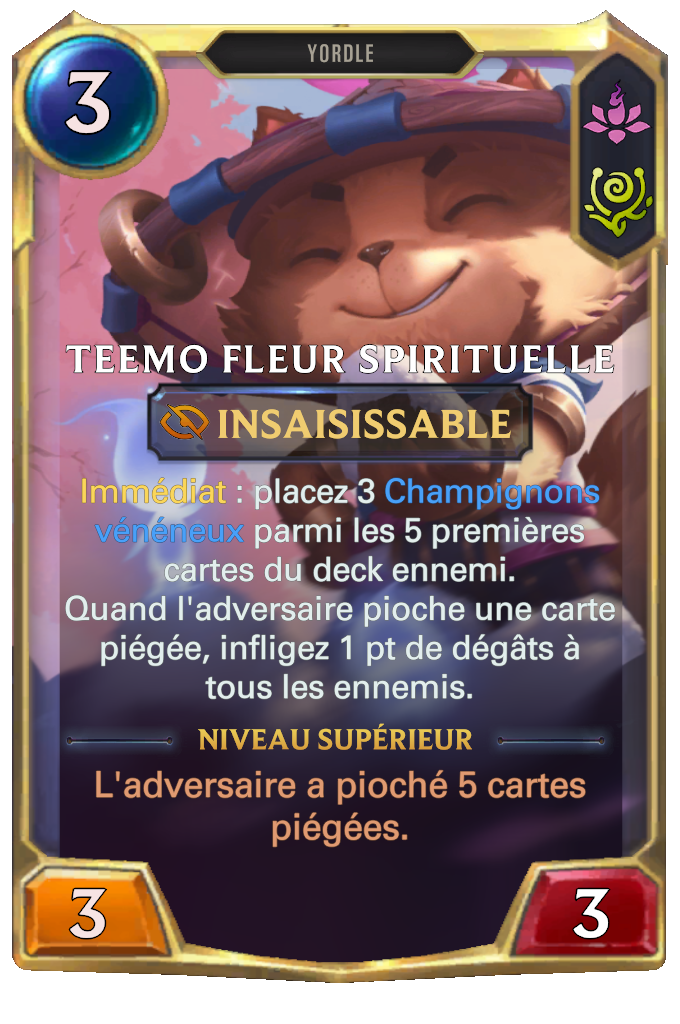 3
YORDLE
TEEMO FLEUR SPIRITUELLE
INSAISISSABLE
Immédiat : placez 3 Champignons
vénéneux parmi les 5 premières
cartes du deck ennemi.
Quand l'adversaire pioche une carte
piégée, infligez 1 pt de dégâts à
tous les ennemis.
NIVEAU SUPÉRIEUR
L'adversaire a pioché 5 cartes
piégées.
3
3